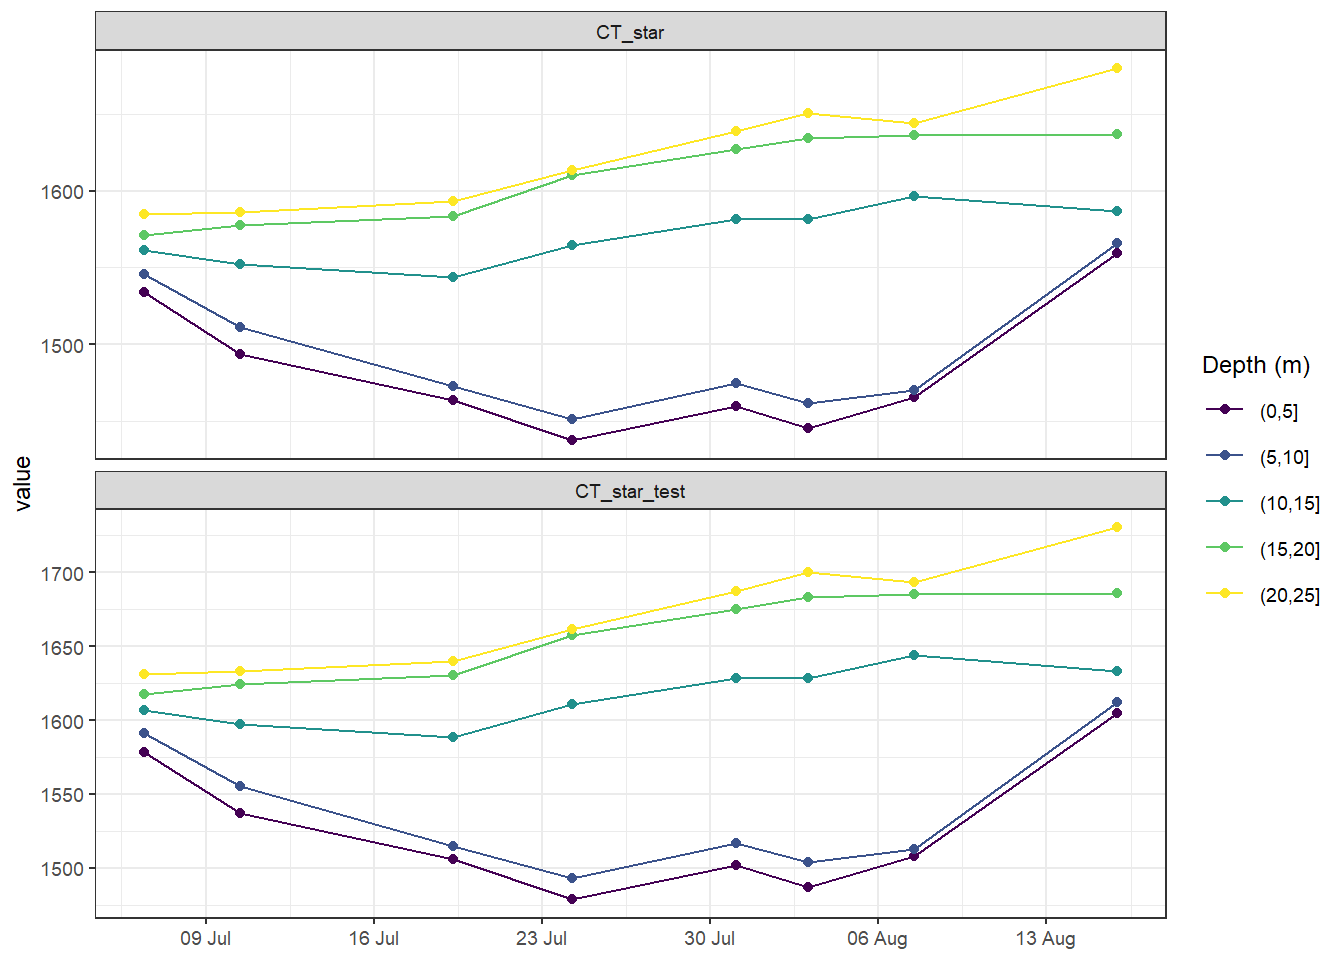 CT_star
1600
1500
value
CT_star_test
1700
1650
1600
1550
1500
09 Jul 16 Jul 23 Jul 30 Jul 06 Aug 13 Aug
Depth (m)
(0,5]
(5,10]
(10,15]
(15,20]
(20,25]